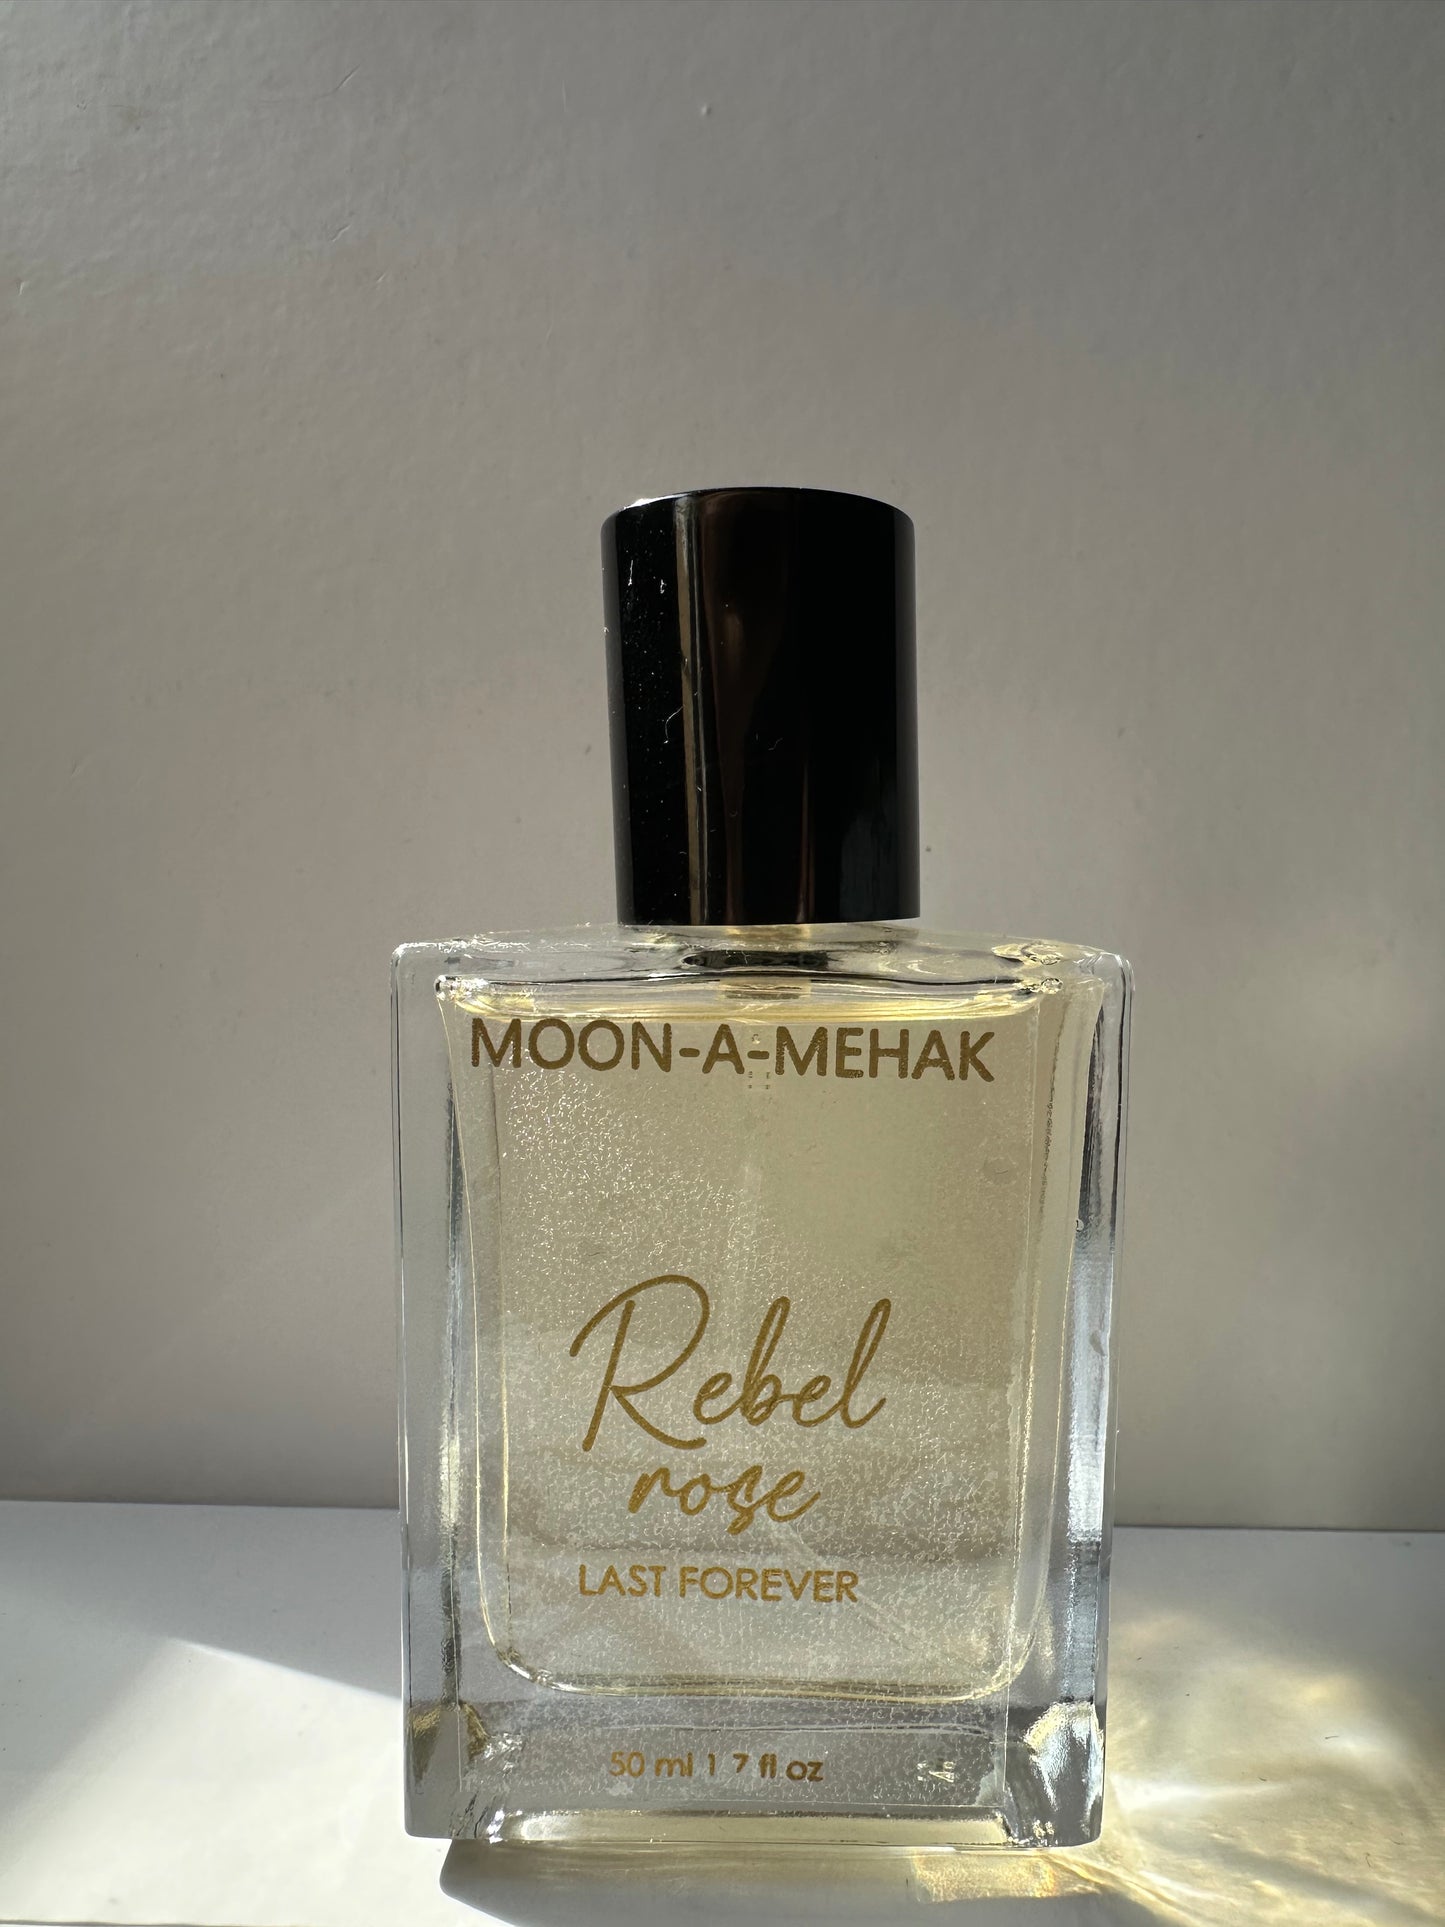 MOON-A-MEHAK
Rebel
rose
LAST FOREVER
50 ml 1 7 fl oz